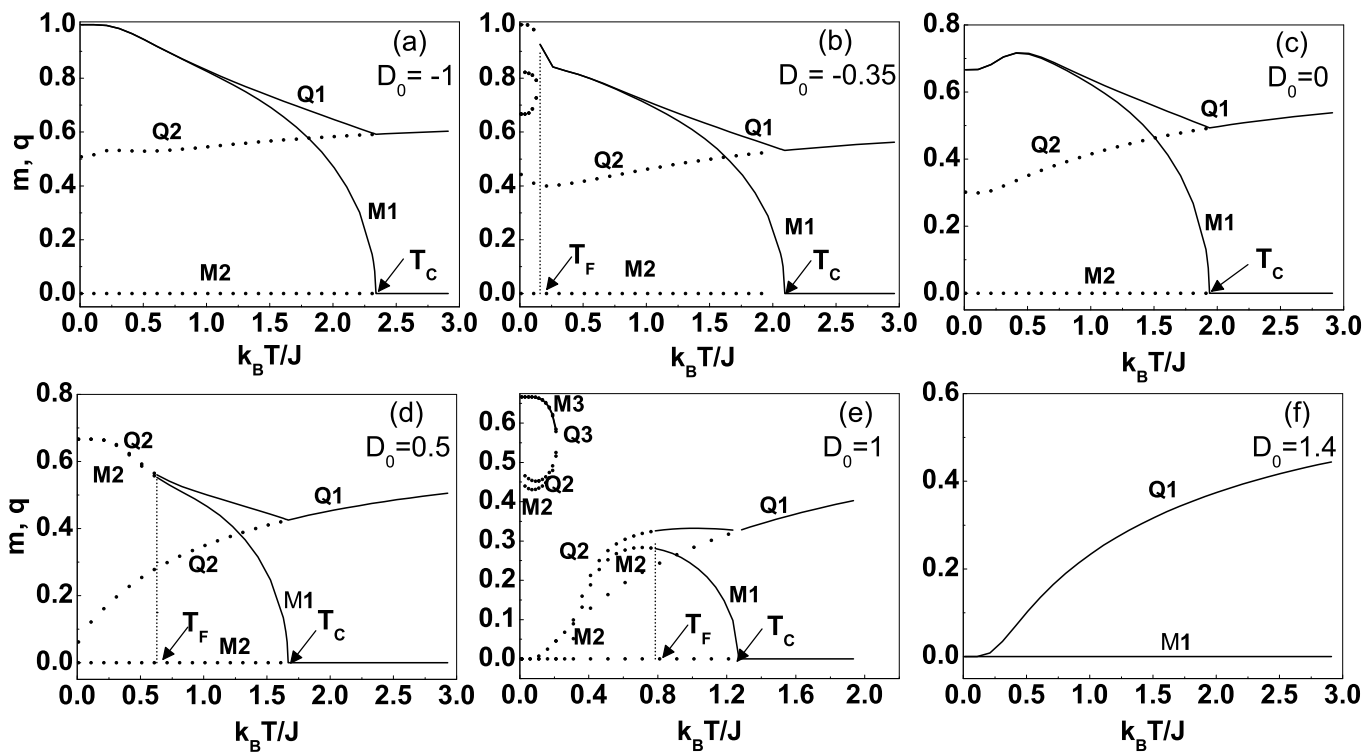 1.0
0.8
0.6
0.4
0.2
0.0
m, q
(a)
D0 = -1
Q1
Q2
M1
M2
TC
0.0 0.5 1.0 1.5 2.0 2.5 3.0
kBT/J
1.0
0.8
0.6
0.4
0.2
0.0
(b)
D0 = -0.35
Q1
Q2
M1
TF
M2
TC
0.0 0.5 1.0 1.5 2.0 2.5 3.0
kBT/J
0.8
0.6
0.4
0.2
0.0
(c)
D0=0
Q1
Q2
M1
M2
TC
0.0 0.5 1.0 1.5 2.0 2.5 3.0
kBT/J
0.8
0.6
0.4
0.2
0.0
m, q
(d)
D0=0.5
Q2
M2
Q1
Q2
M1
TF
M2
TC
0.0 0.5 1.0 1.5 2.0 2.5 3.0
kBT/J
0.6
0.5
0.4
0.3
0.2
0.1
0.0
(e)
D0=1
M3
Q3
Q2
M2
Q1
Q2
M2
M1
M2
TF
TC
0.0 0.4 0.8 1.2 1.6 2.0
kBT/J
0.6
0.4
0.2
0.0
(f)
D0=1.4
Q1
M1
0.0 0.5 1.0 1.5 2.0 2.5 3.0
kBT/J